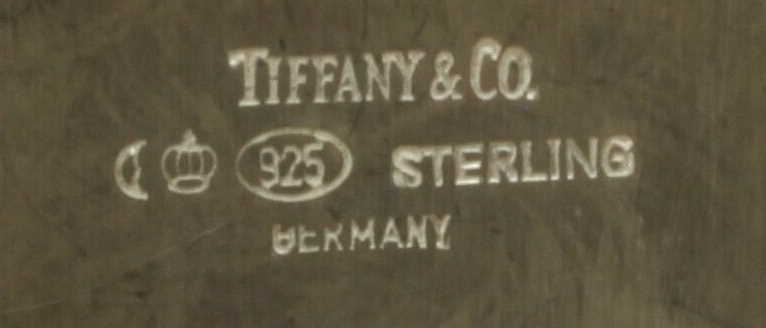 TIFFANY & CO.
925 STERLING
GERMANY